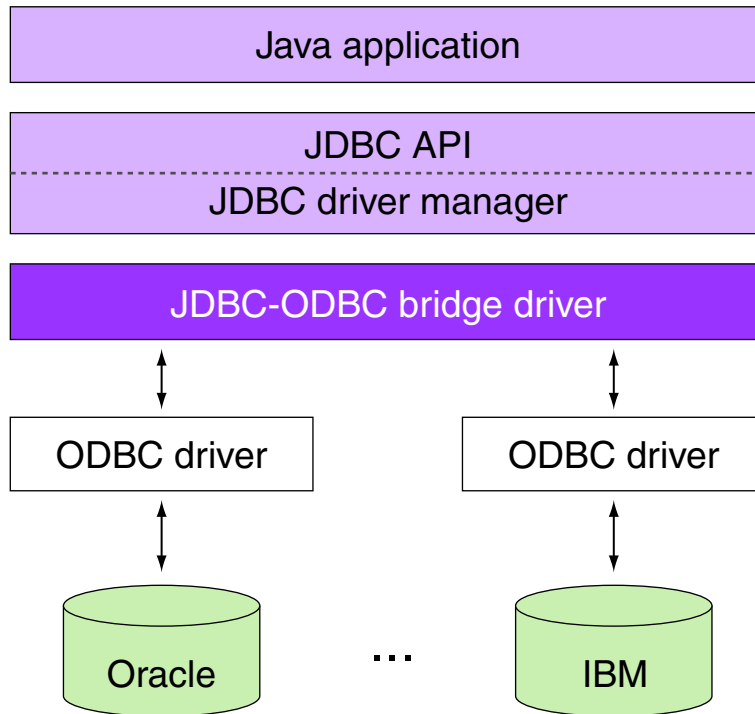 Java application
JDBC API
JDBC driver manager
JDBC-ODBC bridge driver
ODBC driver
ODBC driver
Oracle
...
IBM